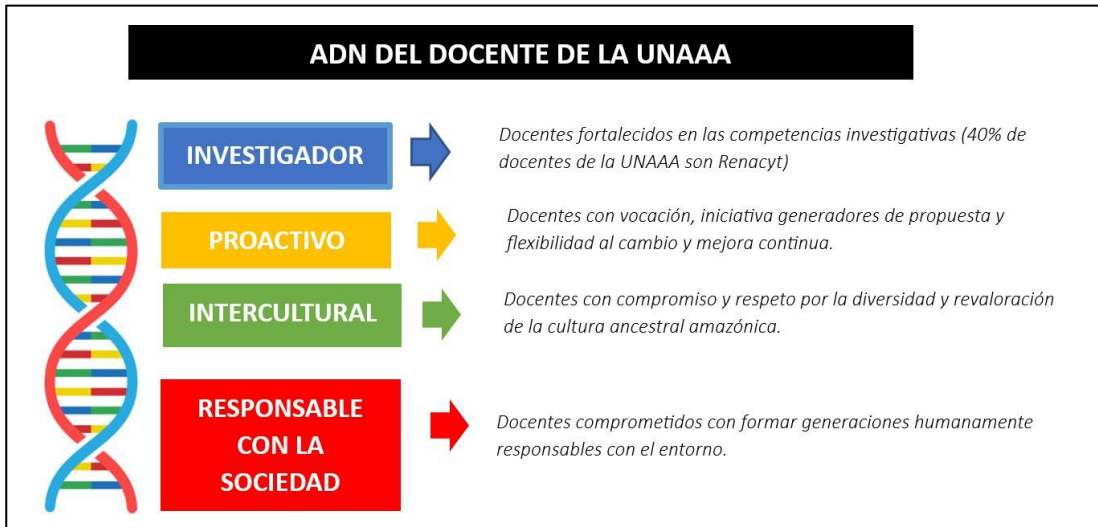 ADN DEL DOCENTE DE LA UNAAA
INVESTIGADOR
Docentes fortalecidos en las competencias investigativas (40% de
docentes de la UNAAA son Renacyt)
PROACTIVO
Docentes con vocación, iniciativa generadores de propuesta y
flexibilidad al cambio y mejora continua.
INTERCULTURAL
Docentes con compromiso y respeto por la diversidad y revaloración
de la cultura ancestral amazónica.
RESPONSABLE
CON LA
SOCIEDAD
Docentes comprometidos con formar generaciones humanamente
responsables con el entorno.